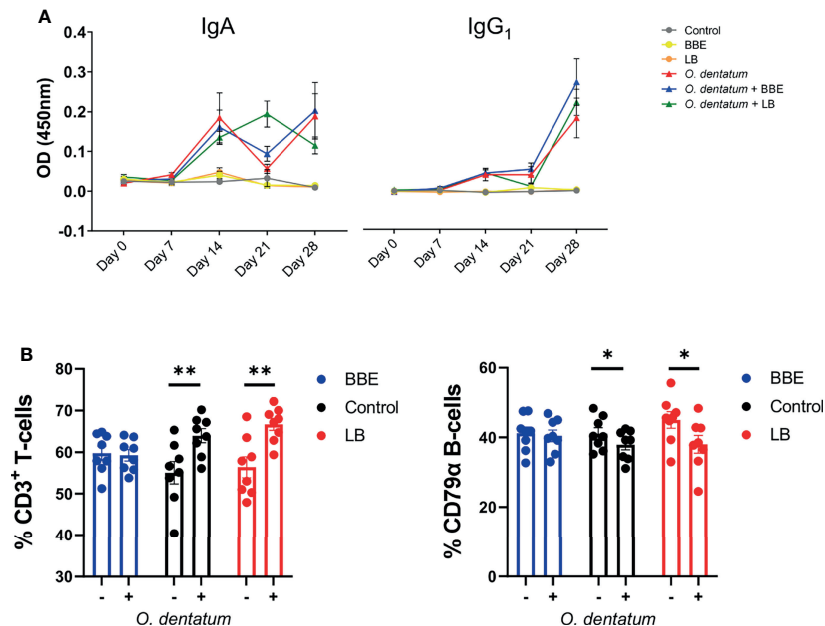 A
IgA
IgG1
Control
BBE
LB
O. dentatum
O. dentatum + BBE
O. dentatum + LB
OD (450nm)
0.4
0.3
0.2
0.1
0.0
-0.1
Day 0
Day 7
Day 14
Day 21
Day 28
Day 0
Day 7
Day 14
Day 21
Day 28
B
% CD3+ T-cells
80
70
60
50
40
30
** **
- + - + - +
O. dentatum
BBE
Control
LB
% CD79α B-cells
60
40
20
0
* *
- + - + - +
O. dentatum
BBE
Control
LB